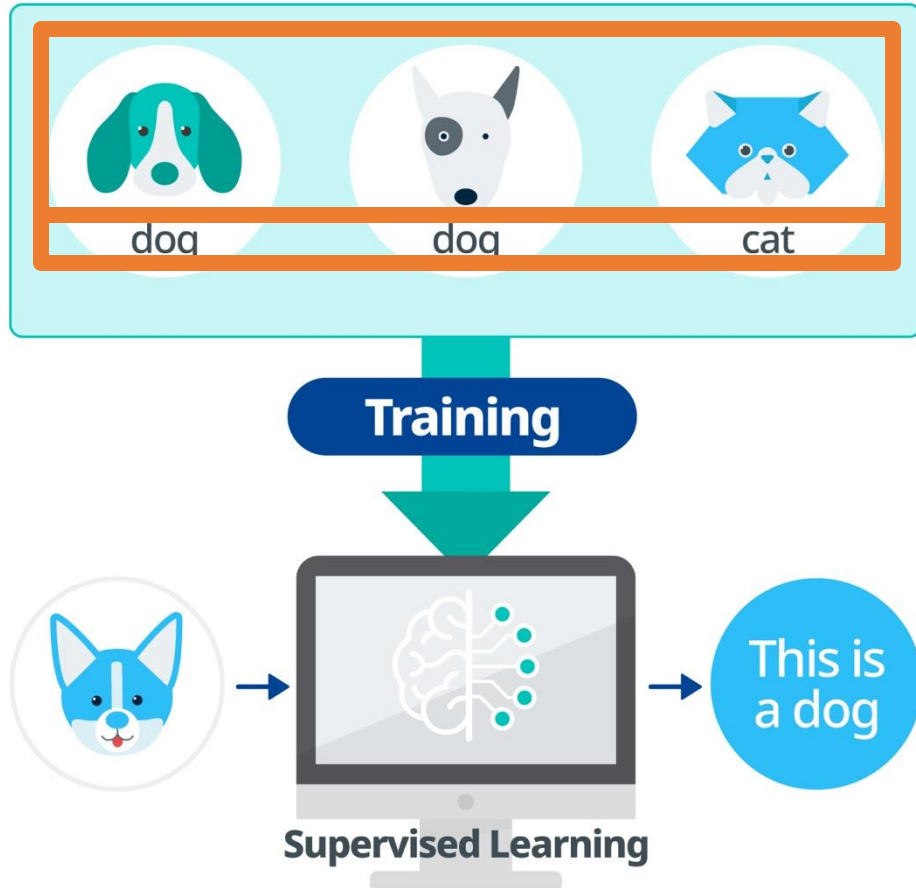 dog dog cat
Training
This is
a dog
Supervised Learning